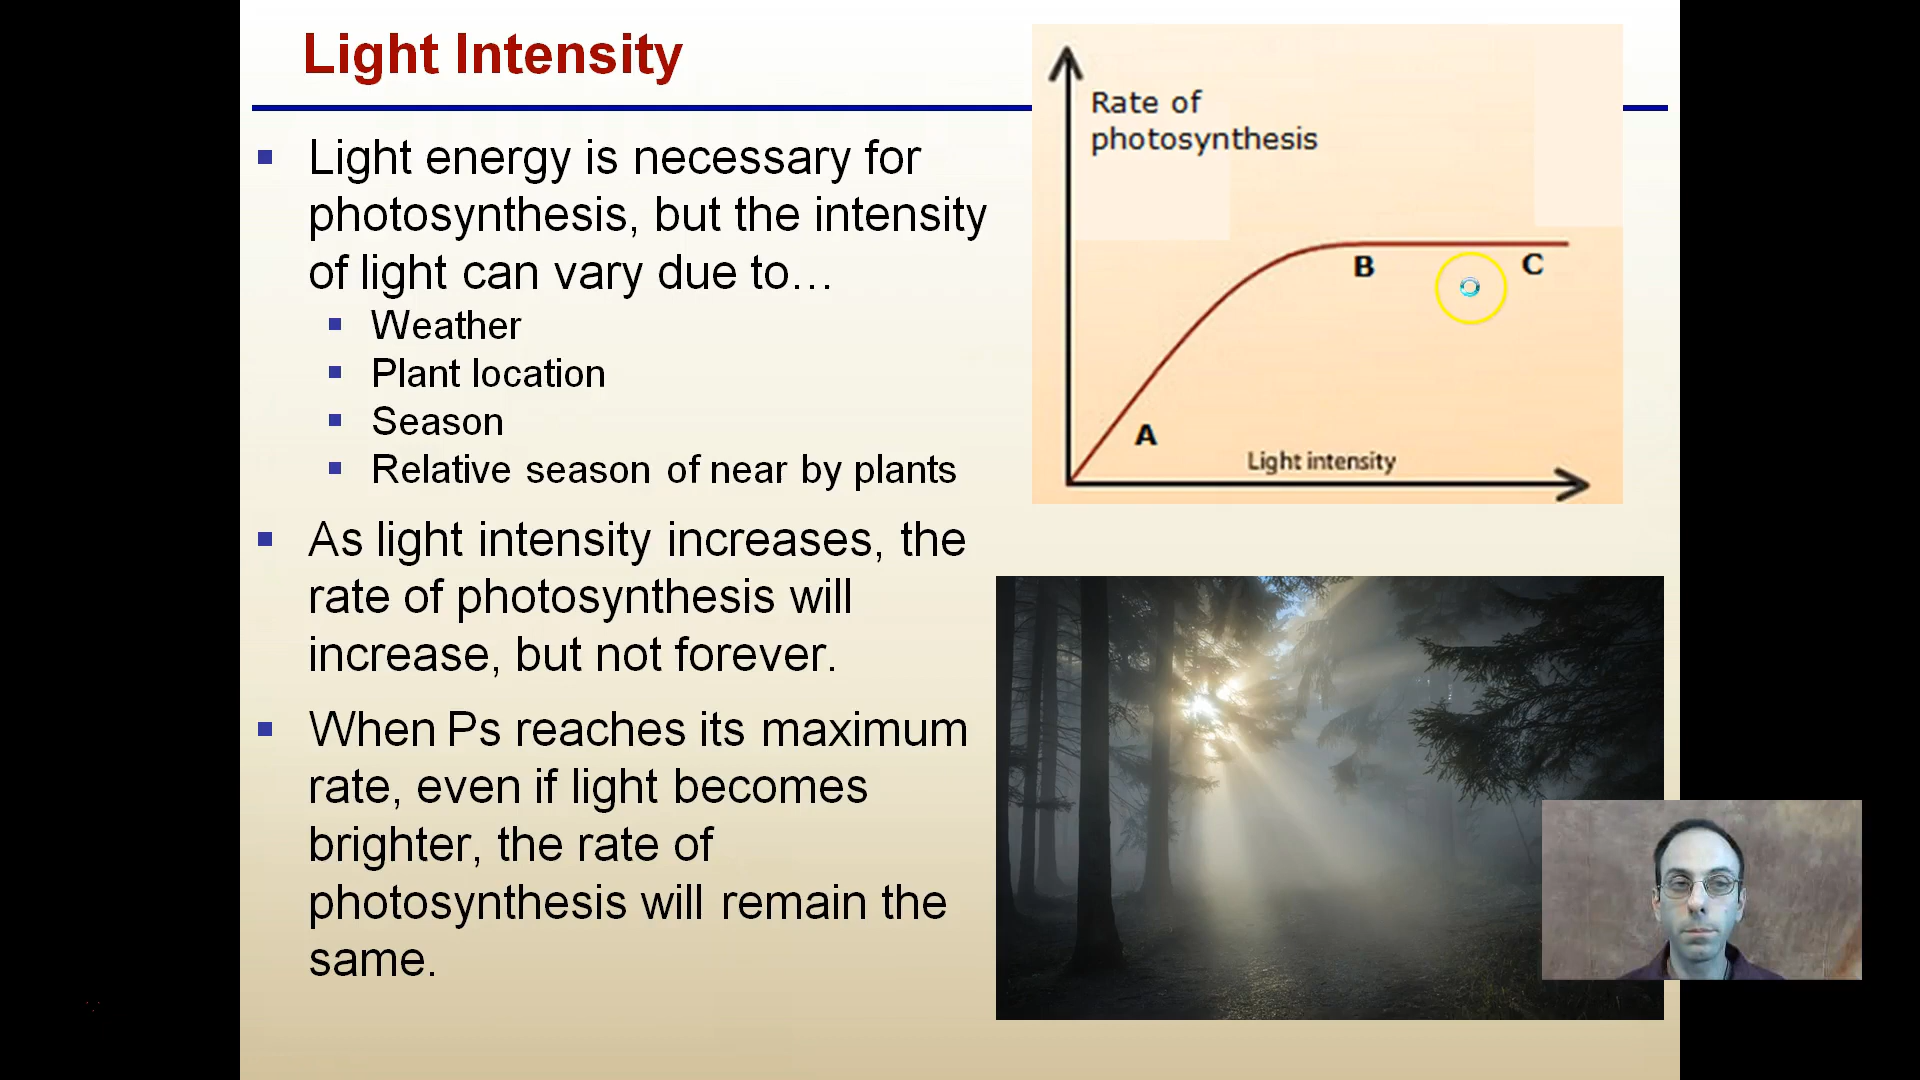 Light Intensity
Light energy is necessary for
photosynthesis, but the intensity
of light can vary due to…
Weather
Plant location
Season
Relative season of near by plants
As light intensity increases, the
rate of photosynthesis will
increase, but not forever.
When Ps reaches its maximum
rate, even if light becomes
brighter, the rate of
photosynthesis will remain the
same.
Rate of
photosynthesis
B
C
A
Light intensity